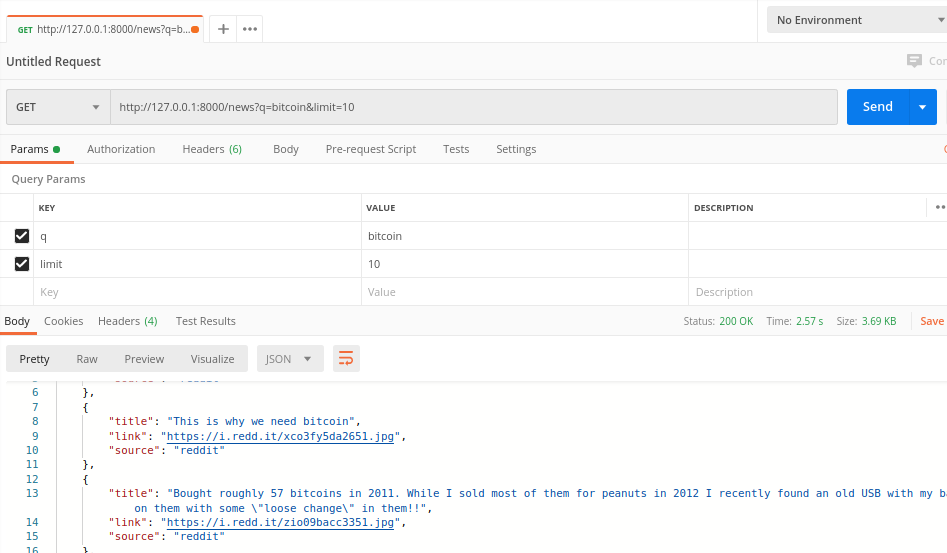 No Environment
GET http://127.0.0.1:8000/news?q=b...
Untitled Request
GET http://127.0.0.1:8000/news?q=bitcoin&limit=10 Send
Params Authorization Headers (6) Body Pre-request Script Tests Settings
Query Params
KEY VALUE DESCRIPTION
q bitcoin
limit 10
Key Value Description
Body Cookies Headers (4) Test Results Status: 200 OK Time: 2.57 s Size: 3.69 KB Save
Pretty Raw Preview Visualize JSON
6 },
7 {
8 "title": "This is why we need bitcoin",
9 "link": "https://i.redd.it/xco3fy5da2651.jpg",
10 "source": "reddit"
11 },
12 {
13 "title": "Bought roughly 57 bitcoins in 2011. While I sold most of them for peanuts in 2012 I recently found an old USB with my
on them with some \"loose change\" in them!!",
14 "link": "https://i.redd.it/zio09bacc3351.jpg",
15 "source": "reddit"
16 }